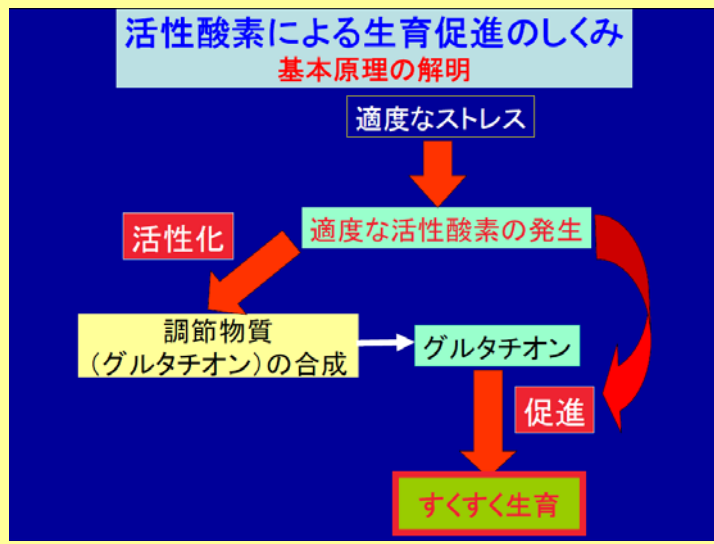 活性酸素による生育促進のしくみ
基本原理の解明
適度なストレス
適度な活性酸素の発生
活性化
調節物質
(グルタチオン)の合成
グルタチオン
促進
すくすく生育